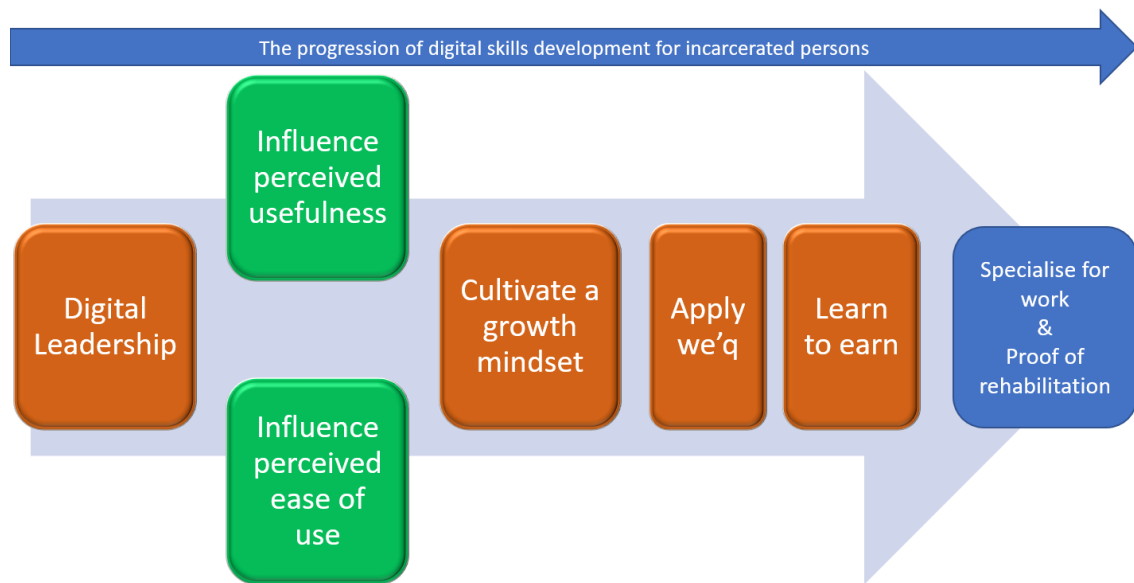 The progression of digital skills development for incarcerated persons
Influence
perceived
usefulness
Digital
Leadership
Cultivate a
growth
mindset
Apply
we'q
Learn
to earn
Specialise for
work
&
Proof of
rehabilitation
Influence
perceived
ease of
use